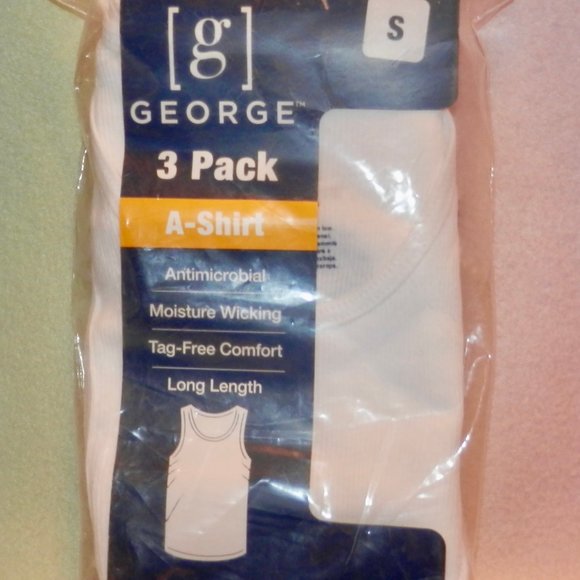 [g]
S
GEORGE™
3 Pack
A-Shirt
Antimicrobial
Moisture Wicking
Tag-Free Comfort
Long Length